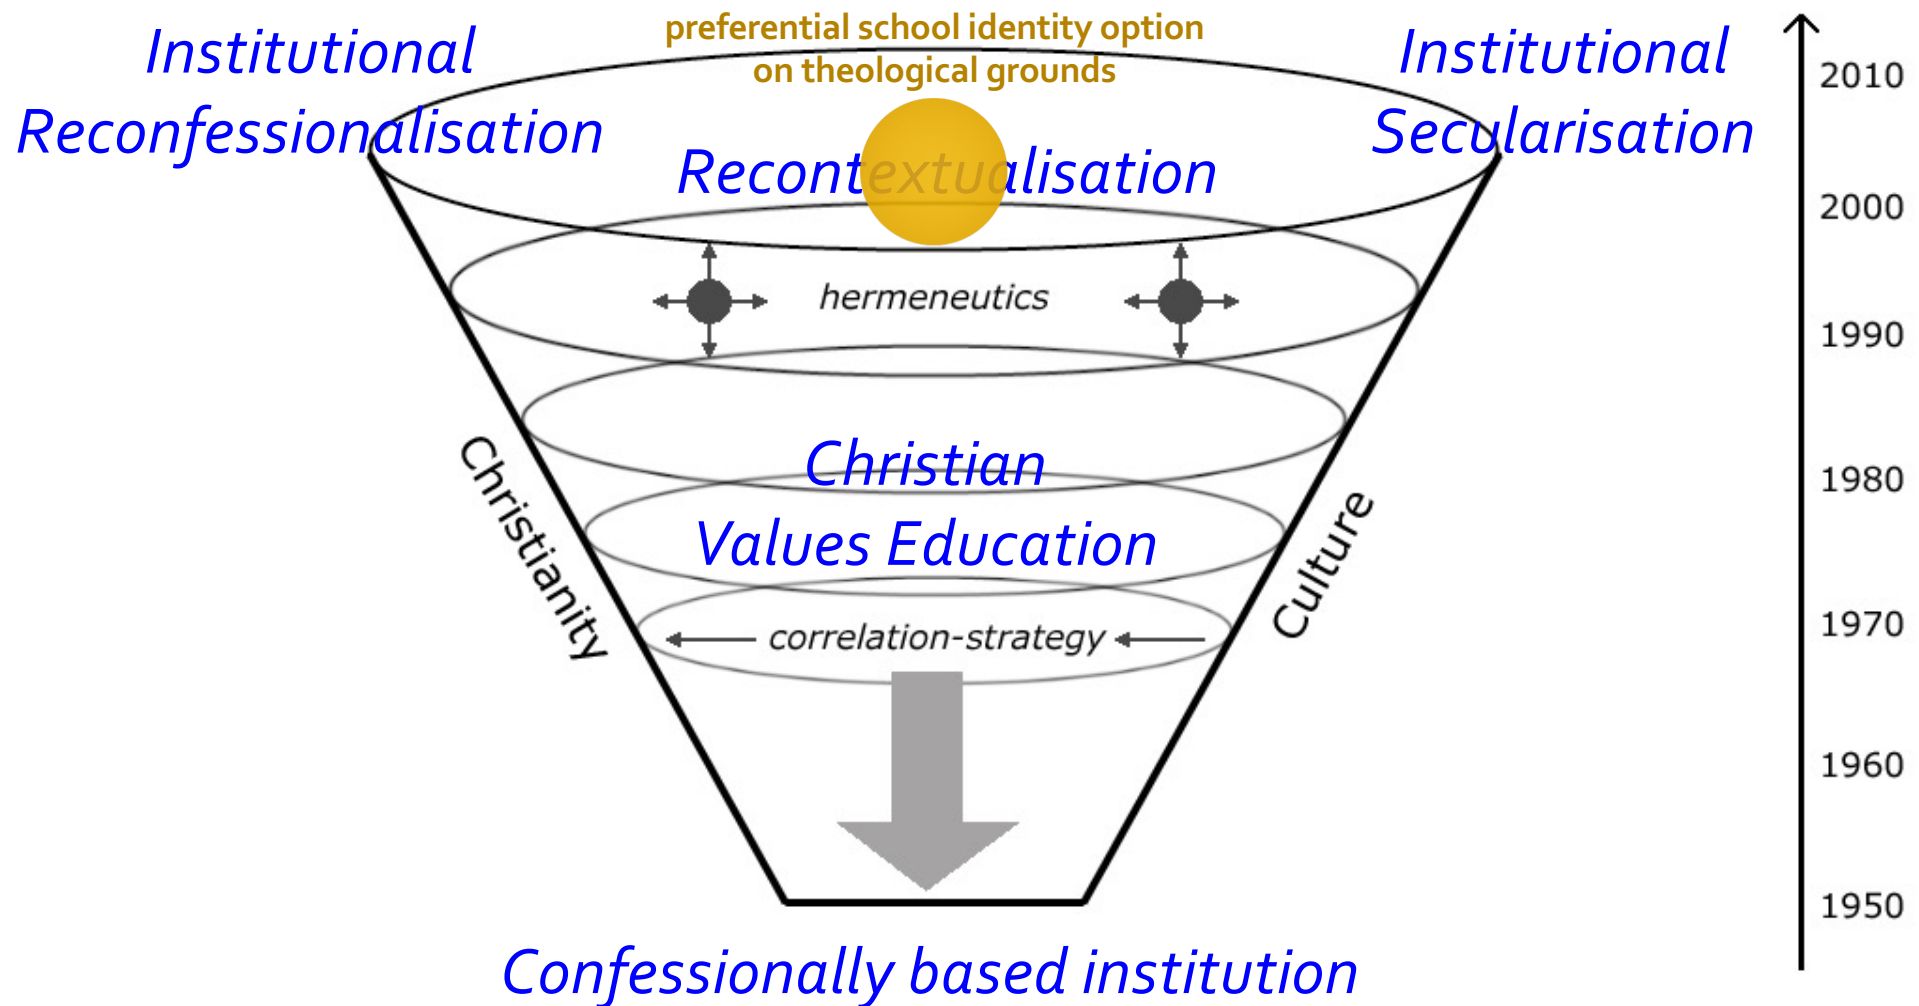 preferential school identity option
on theological grounds
Institutional
Reconfessionalisation
Institutional
Secularisation
Recontextualisation
hermeneutics
Christian
Values Education
correlation-strategy
Christianity
Culture
Confessionally based institution
2010
2000
1990
1980
1970
1960
1950